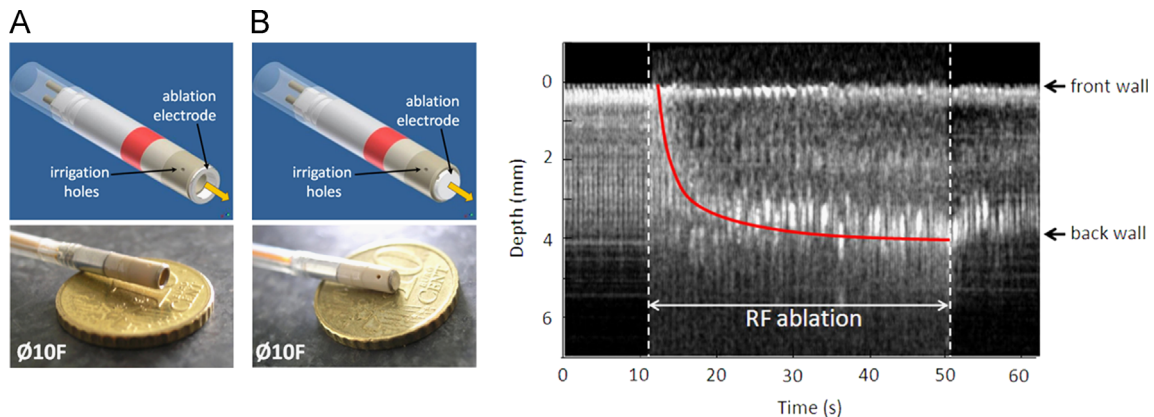 A
B
ablation
electrode
irrigation
holes
ablation
electrode
irrigation
holes
CENT
Ø10F
CENT
Ø10F
Depth (mm)
0
2
4
6
front wall
back wall
RF ablation
0
10
20
30
40
50
60
Time (s)